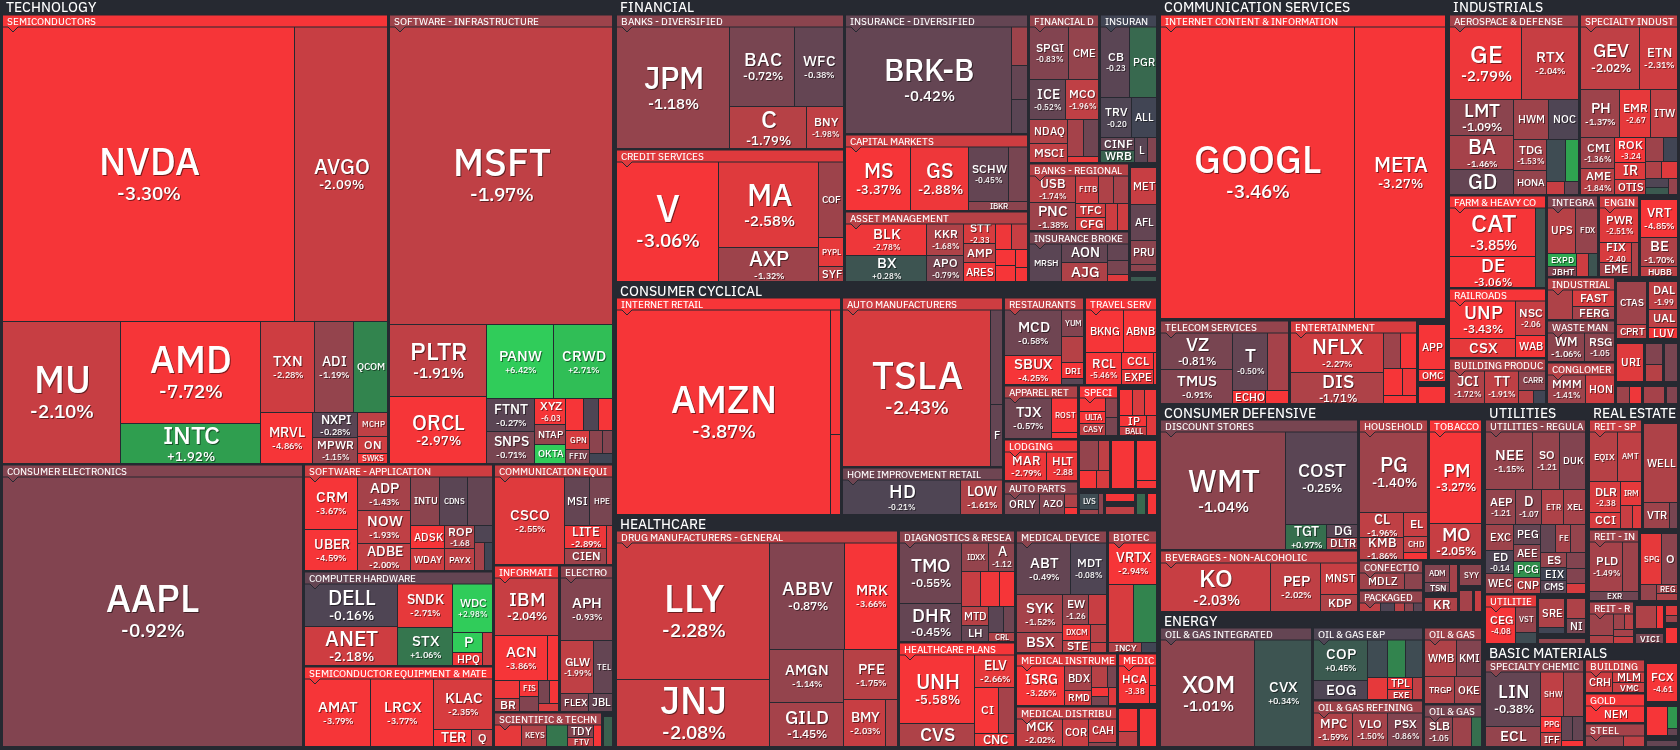 TECHNOLOGY
SEMICONDUCTORS
NVDA
-3.30%
AVGO
-2.09%
MU
-2.10%
AMD
-7.72%
INTC
+1.92%
TXN
-2.28%
ADI
-1.19%
QCOM
MRVL
-4.86%
NXPI
-0.28%
MCHP
MPWR
-1.15%
ON
SWKS
SOFTWARE - INFRASTRUCTURE
MSFT
-1.97%
PLTR
-1.91%
PANW
+6.42%
CRWD
+2.71%
ORCL
-2.97%
FTNT
-0.27%
XYZ
-6.03
SNPS
-0.71%
NTAP
GPN
OKTA
FFIV
CONSUMER ELECTRONICS
AAPL
-0.92%
SOFTWARE - APPLICATION
CRM
-3.67%
ADP
-1.43%
INTU
CDNS
UBER
-4.59%
NOW
-1.93%
ADSK
ROP
-1.68
ADBE
-2.00%
WDAY
PAYX
COMMUNICATION EQUI
CSCO
-2.55%
MSI
HPE
LITE
-2.89%
CIEN
COMPUTER HARDWARE
DELL
-0.16%
SNDK
-2.71%
WDC
+2.98%
ANET
-2.18%
STX
+1.06%
P
HPQ
INFORMATI
IBM
-2.04%
ACN
-3.86%
FIS
BR
ELECTRO
APH
-0.93%
GLW
-1.99%
TEL
FLEX
JBL
SEMICONDUCTOR EQUIPMENT & MATE
AMAT
-3.79%
LRCX
-3.77%
KLAC
-2.35%
TER
Q
SCIENTIFIC & TECHN
KEYS
TDY
FTV
FINANCIAL
BANKS - DIVERSIFIED
JPM
-1.18%
BAC
-0.72%
WFC
-0.38%
C
-1.79%
BNY
-1.98%
CREDIT SERVICES
V
-3.06%
MA
-2.58%
COF
AXP
-1.32%
PYPL
SYF
INSURANCE - DIVERSIFIED
BRK-B
-0.42%
CAPITAL MARKETS
MS
-3.37%
GS
-2.88%
SCHW
-0.45%
IBKR
ASSET MANAGEMENT
BLK
-2.78%
KKR
-1.68%
STT
-2.33
BX
+0.28%
APO
-0.79%
AMP
ARES
FINANCIAL D
SPGI
-0.83%
CME
ICE
-0.52%
MCO
-1.96%
NDAQ
MSCI
INSURAN
CB
-0.23
PGR
TRV
-0.20
ALL
CINF
L
WRB
BANKS - REGIONAL
USB
-1.74%
FITB
PNC
-1.38%
TFC
CFG
MET
AFL
PRU
INSURANCE BROKE
MRSH
AON
AJG
CONSUMER CYCLICAL
INTERNET RETAIL
AMZN
-3.87%
AUTO MANUFACTURERS
TSLA
-2.43%
F
HOME IMPROVEMENT RETAIL
HD
-0.21%
LOW
-1.61%
RESTAURANTS
MCD
-0.58%
YUM
SBUX
-4.25%
DRI
TRAVEL SERV
BKNG
ABNB
RCL
-5.46%
CCL
EXPE
APPAREL RET
TJX
-0.57%
ROST
SPECI
ULTA
CASY
IP
BALL
LODGING
MAR
-2.79%
HLT
-2.88
AUTO PARTS
ORLY
AZO
LVS
HEALTHCARE
DRUG MANUFACTURERS - GENERAL
LLY
-2.28%
JNJ
-2.08%
ABBV
-0.87%
MRK
-3.66%
AMGN
-1.14%
PFE
-1.75%
GILD
-1.45%
BMY
-2.03%
DIAGNOSTICS & RESEA
TMO
-0.55%
IDXX
A
-1.12
DHR
-0.45%
MTD
LH
CRL
MEDICAL DEVICE
ABT
-0.49%
MDT
-0.08%
SYK
-1.52%
EW
-1.26
DXCM
BSX
STE
BIOTEC
VRTX
-2.94%
INCY
HEALTHCARE PLANS
UNH
-5.58%
ELV
-2.66%
CI
CVS
CNC
MEDICAL INSTRUME
ISRG
-3.26%
BDX
RMD
MEDIC
HCA
-3.38
MEDICAL DISTRIBU
MCK
-2.02%
COR
CAH
COMMUNICATION SERVICES
INTERNET CONTENT & INFORMATION
GOOGL
-3.46%
META
-3.27%
TELECOM SERVICES
VZ
-0.81%
T
-0.50%
TMUS
-0.91%
ECHO
ENTERTAINMENT
NFLX
-2.27%
DIS
-1.71%
APP
OMC
INDUSTRIALS
AEROSPACE & DEFENSE
GE
-2.79%
RTX
-2.04%
LMT
-1.09%
HWM
NOC
BA
-1.46%
TDG
-1.53%
GD
HONA
SPECIALTY INDUST
GEV
-2.02%
ETN
-2.31%
PH
-1.37%
EMR
-2.67
ITW
CMI
-1.36%
ROK
-3.24
AME
-1.84%
IR
OTIS
FARM & HEAVY CO
CAT
-3.85%
DE
-3.06%
INTEGRA
UPS
FDX
EXPD
JBHT
ENGIN
PWR
-2.51%
FIX
-2.40
EME
VRT
-4.85%
BE
-1.70%
HUBB
RAILROADS
UNP
-3.43%
NSC
-2.06
CSX
WAB
INDUSTRIAL
FAST
FERG
CTAS
DAL
-1.99
UAL
CPRT
LUV
WASTE MAN
WM
-1.06%
RSG
-1.05
URI
BUILDING PRODUC
JCI
-1.72%
TT
-1.91%
CARR
CONGLOMER
MMM
-1.41%
HON
CONSUMER DEFENSIVE
DISCOUNT STORES
WMT
-1.04%
COST
-0.25%
TGT
+0.97%
DG
DLTR
HOUSEHOLD
PG
-1.40%
CL
-1.96%
EL
KMB
-1.86%
CHD
TOBACCO
PM
-3.27%
MO
-2.05%
BEVERAGES - NON-ALCOHOLIC
KO
-2.03%
PEP
-2.02%
MNST
KDP
CONFECTIO
MDLZ
PACKAGED
ADM
TSN
SYY
KR
UTILITIES
UTILITIES - REGULA
NEE
-1.15%
SO
-1.21
DUK
AEP
-1.21
D
-1.07
ETR
XEL
EXC
PEG
FE
ED
-0.14
AEE
ES
PCG
EIX
WEC
CNP
CMS
UTILITIE
CEG
-4.08
VST
SRE
NI
REAL ESTATE
REIT - SP
EQIX
AMT
WELL
DLR
-2.38
IRM
CCI
VTR
REIT - IN
PLD
-1.49%
EXR
SPG
O
REG
REIT - R
VICI
ENERGY
OIL & GAS INTEGRATED
XOM
-1.01%
CVX
+0.34%
OIL & GAS E&P
COP
+0.45%
EOG
TPL
EXE
OIL & GAS
WMB
KMI
TRGP
OKE
OIL & GAS REFINING
MPC
-1.59%
VLO
-1.50%
PSX
-0.86%
OIL & GAS
SLB
-1.05
BASIC MATERIALS
SPECIALTY CHEMIC
LIN
-0.38%
SHW
ECL
PPG
IFF
BUILDING
CRH
MLM
VMC
FCX
-4.61
GOLD
NEM
STEEL